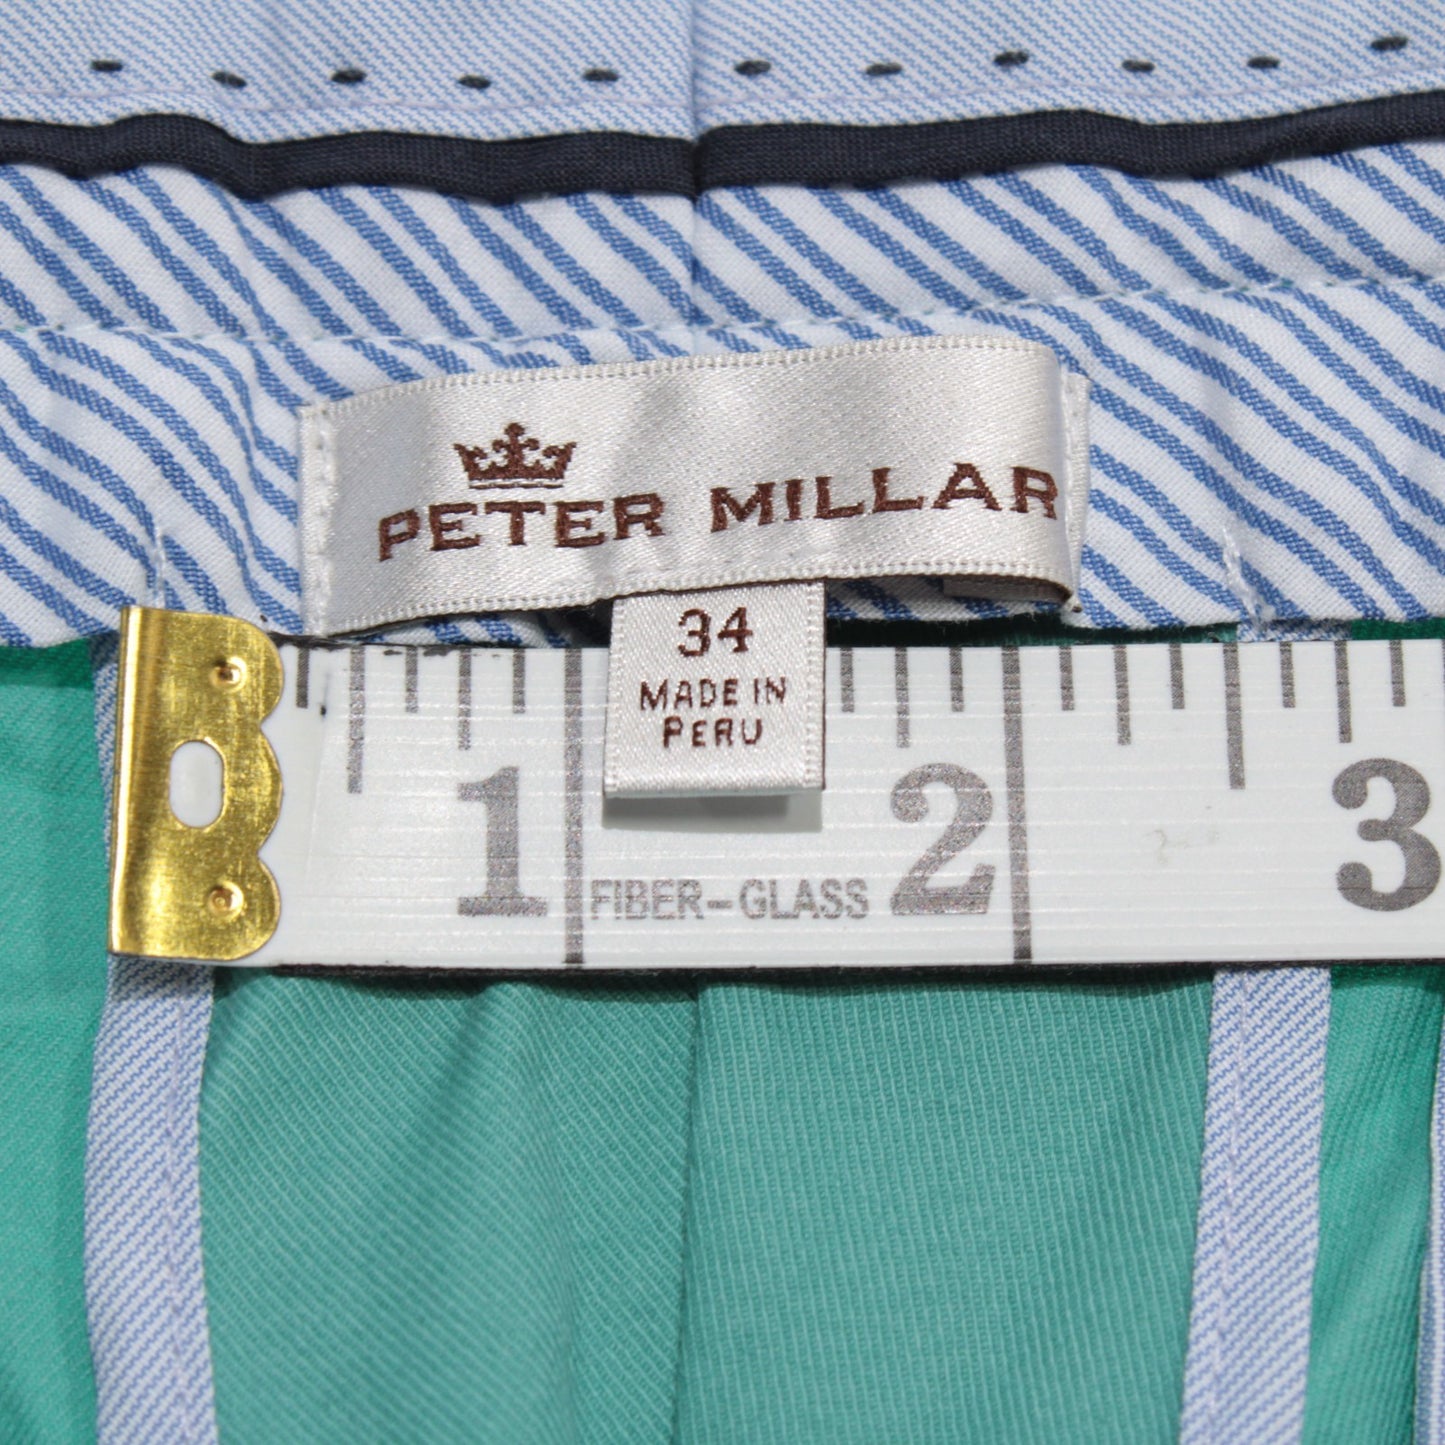 PETER MILLAR
34
MADE IN
PERU
1 2 3
FIBER-GLASS